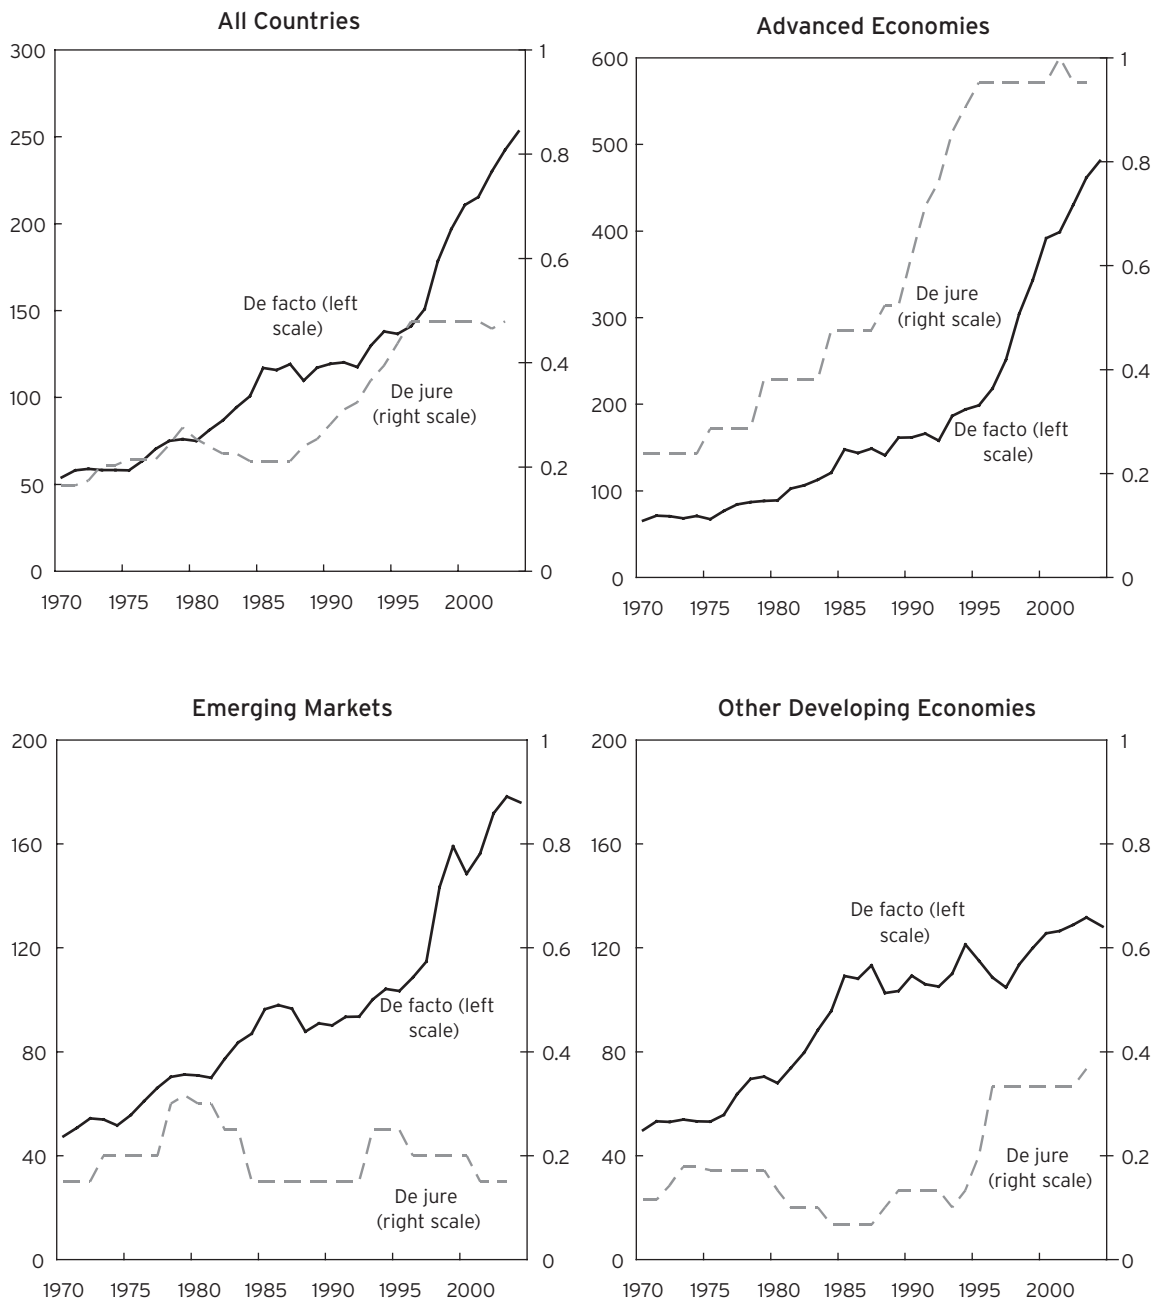 All Countries
300
250
200
150
100
50
0
1
0.8
0.6
0.4
0.2
0
De facto (left
scale)
De jure
(right scale)
1970 1975 1980 1985 1990 1995 2000
Advanced Economies
600
500
400
300
200
100
0
1
0.8
0.6
0.4
0.2
0
De jure
(right scale)
De facto (left
scale)
1970 1975 1980 1985 1990 1995 2000
Emerging Markets
200
160
120
80
40
0
1
0.8
0.6
0.4
0.2
0
De facto (left
scale)
De jure
(right scale)
1970 1975 1980 1985 1990 1995 2000
Other Developing Economies
200
160
120
80
40
0
1
0.8
0.6
0.4
0.2
0
De facto (left
scale)
De jure
(right scale)
1970 1975 1980 1985 1990 1995 2000